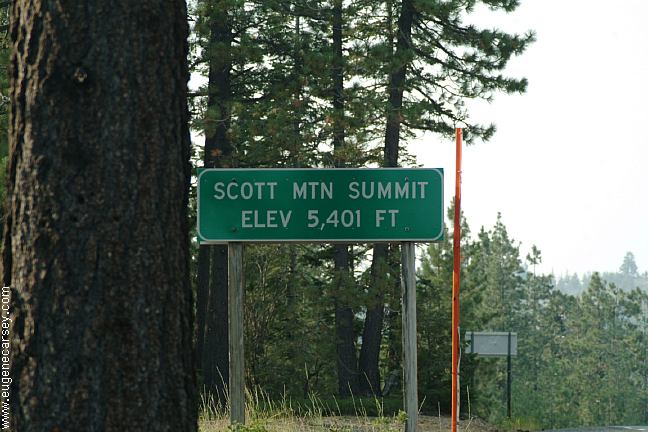 SCOTT MTN SUMMIT
ELEV 5,401 FT
www.eugenecarsey.com